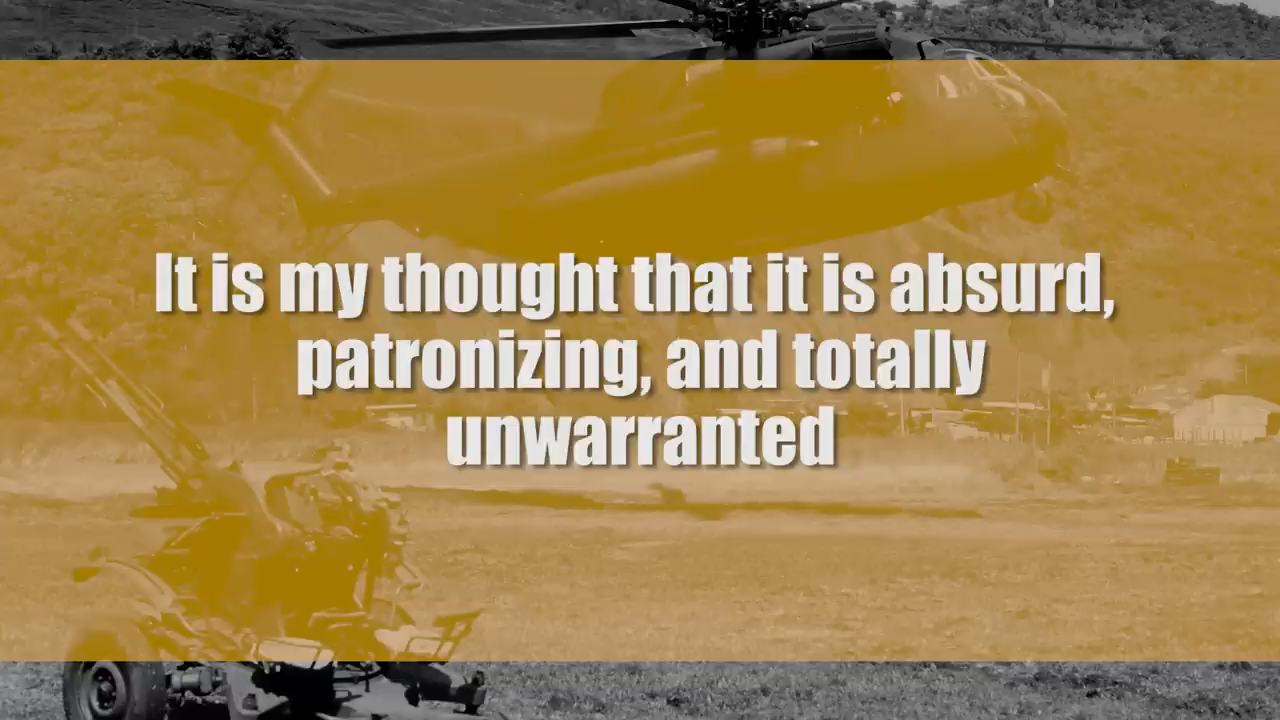 It is my thought that it is absurd,
patronizing, and totally
unwarranted